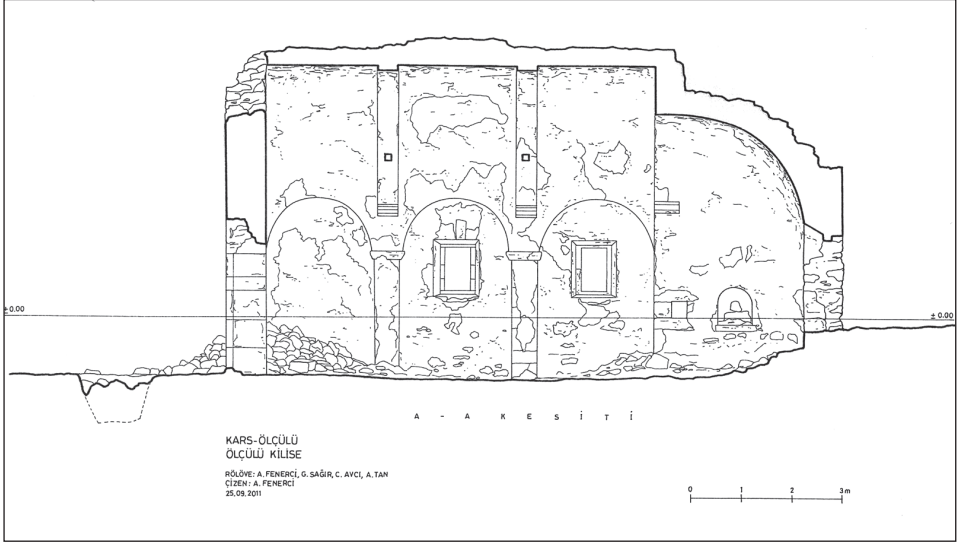 ± 0.00
± 0.00
A - A K E S İ T İ
KARS-ÖLÇÜLÜ
ÖLÇÜLÜ KİLİSE
RÖLÖVE: A. FENERCİ, G. SAĞIR, C. AVCI, A. TAN
ÇİZEN: A. FENERCİ
25.09.2011
0 1 2 3 m